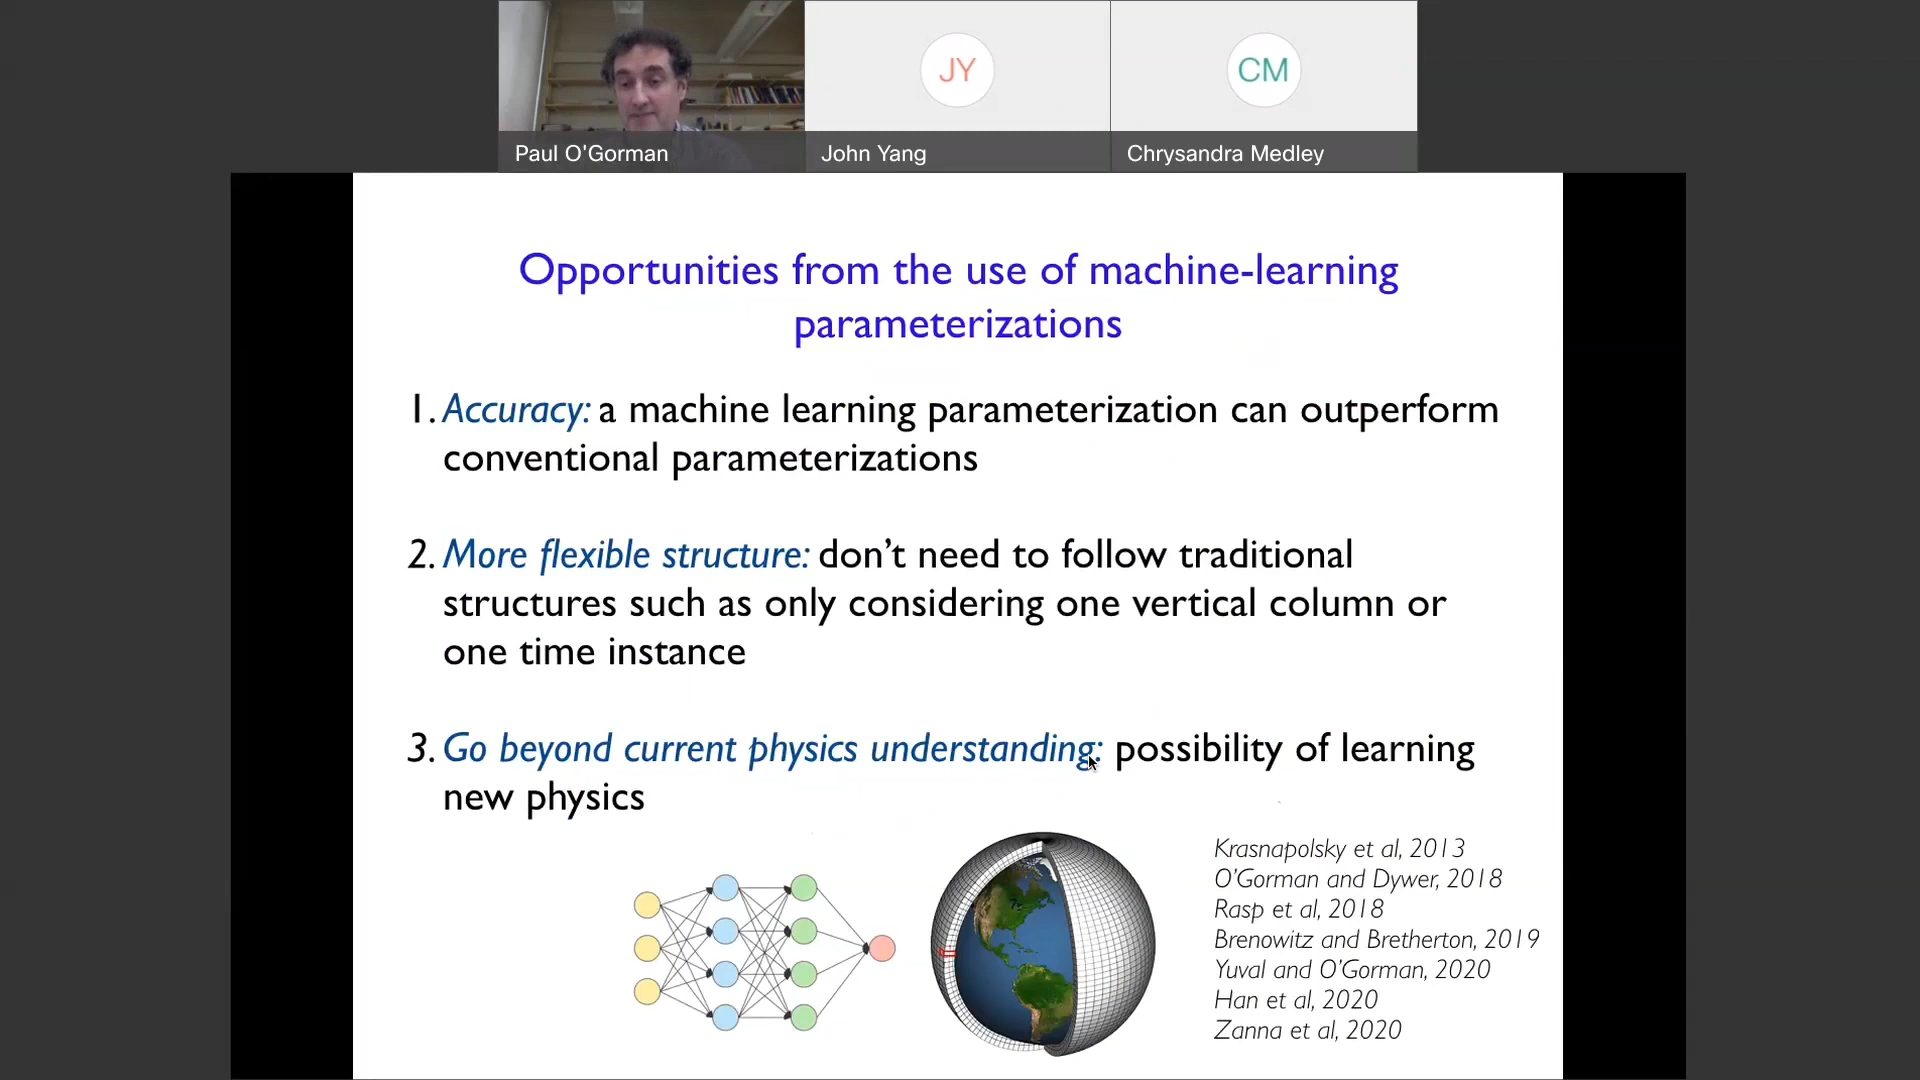 JY
CM
Paul O'Gorman
John Yang
Chrysandra Medley
Opportunities from the use of machine-learning
parameterizations
1. Accuracy: a machine learning parameterization can outperform
conventional parameterizations
2. More flexible structure: don’t need to follow traditional
structures such as only considering one vertical column or
one time instance
3. Go beyond current physics understanding: possibility of learning
new physics
Krasnapolsky et al, 2013
O’Gorman and Dywer, 2018
Rasp et al, 2018
Brenowitz and Bretherton, 2019
Yuval and O’Gorman, 2020
Han et al, 2020
Zanna et al, 2020